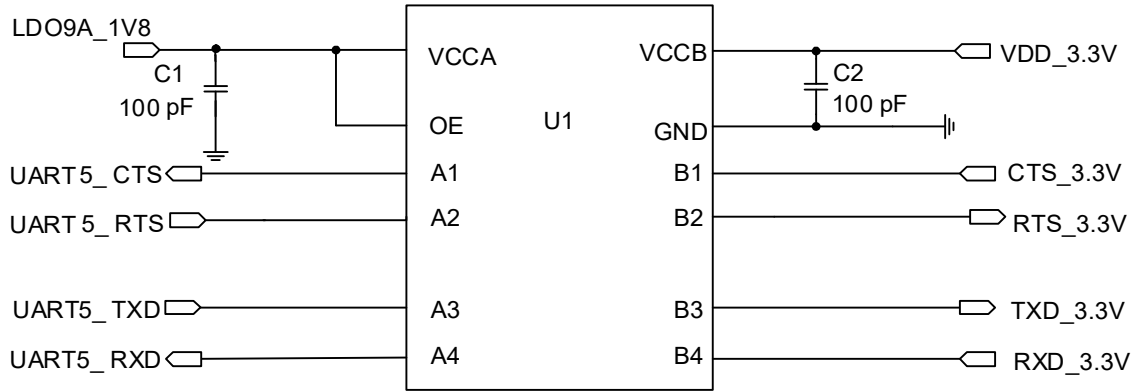 LDO9A_1V8
C1
100 pF
VCCA
OE
U1
VCCB
GND
C2
100 pF
VDD_3.3V
UART5_ CTS
A1
B1
CTS_3.3V
UART 5_ RTS
A2
B2
RTS_3.3V
UART5_ TXD
A3
B3
TXD_3.3V
UART5_ RXD
A4
B4
RXD_3.3V